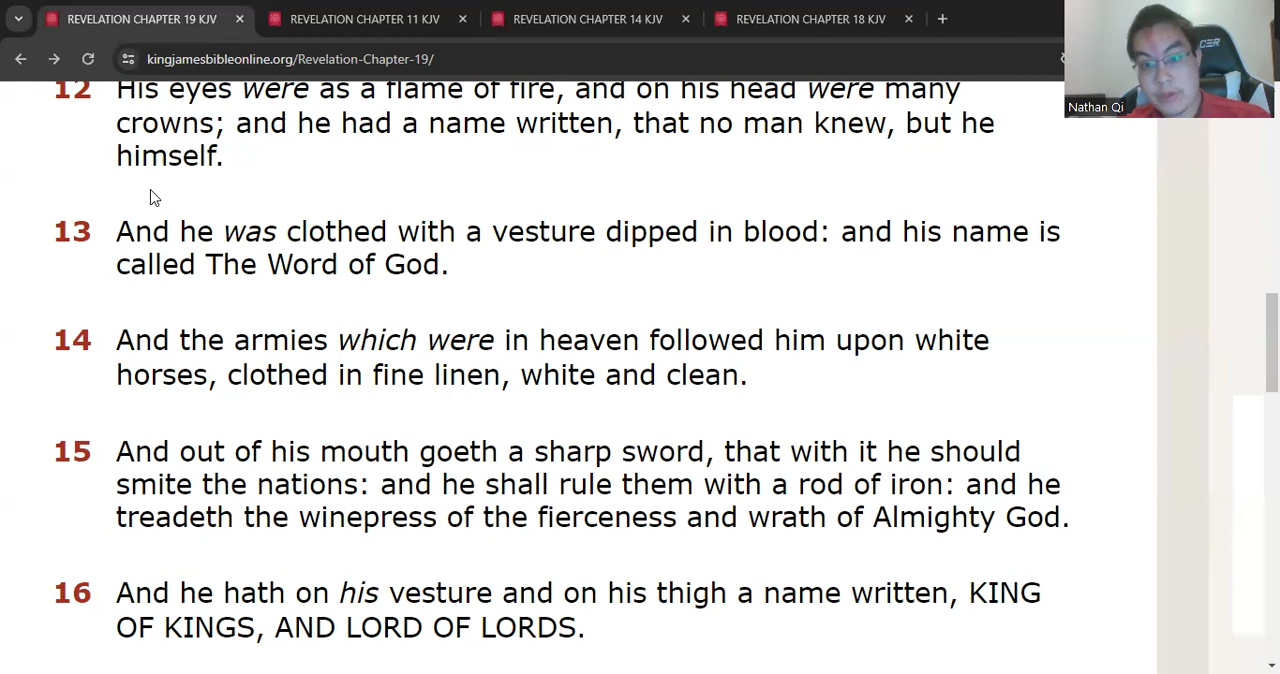 REVELATION CHAPTER 19 KJV
REVELATION CHAPTER 11 KJV
REVELATION CHAPTER 14 KJV
REVELATION CHAPTER 18 KJV
kingjamesbibleonline.org/Revelation-Chapter-19/
Nathan Qi
12 His eyes were as a flame of fire, and on his head were many
crowns; and he had a name written, that no man knew, but he
himself.
13 And he was clothed with a vesture dipped in blood: and his name is
called The Word of God.
14 And the armies which were in heaven followed him upon white
horses, clothed in fine linen, white and clean.
15 And out of his mouth goeth a sharp sword, that with it he should
smite the nations: and he shall rule them with a rod of iron: and he
treadeth the winepress of the fierceness and wrath of Almighty God.
16 And he hath on his vesture and on his thigh a name written, KING
OF KINGS, AND LORD OF LORDS.